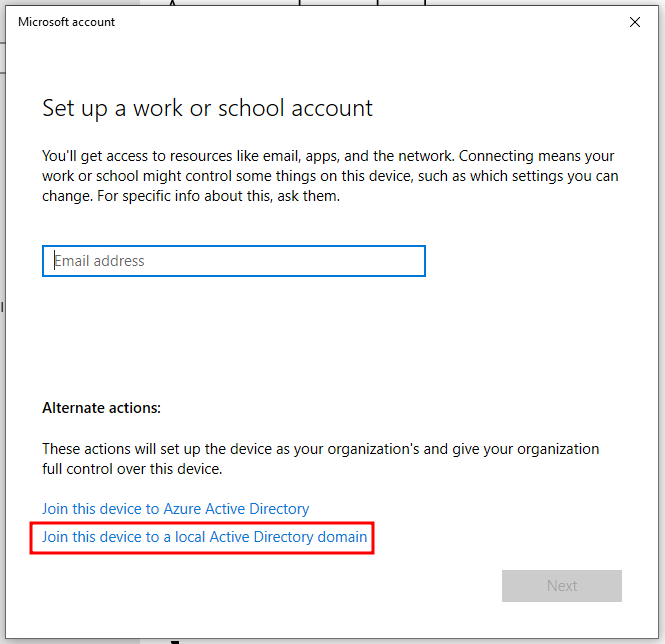 Microsoft account
Set up a work or school account
You'll get access to resources like email, apps, and the network. Connecting means your
work or school might control some things on this device, such as which settings you can
change. For specific info about this, ask them.
Email address
Alternate actions:
These actions will set up the device as your organization's and give your organization
full control over this device.
Join this device to Azure Active Directory
Join this device to a local Active Directory domain
Next